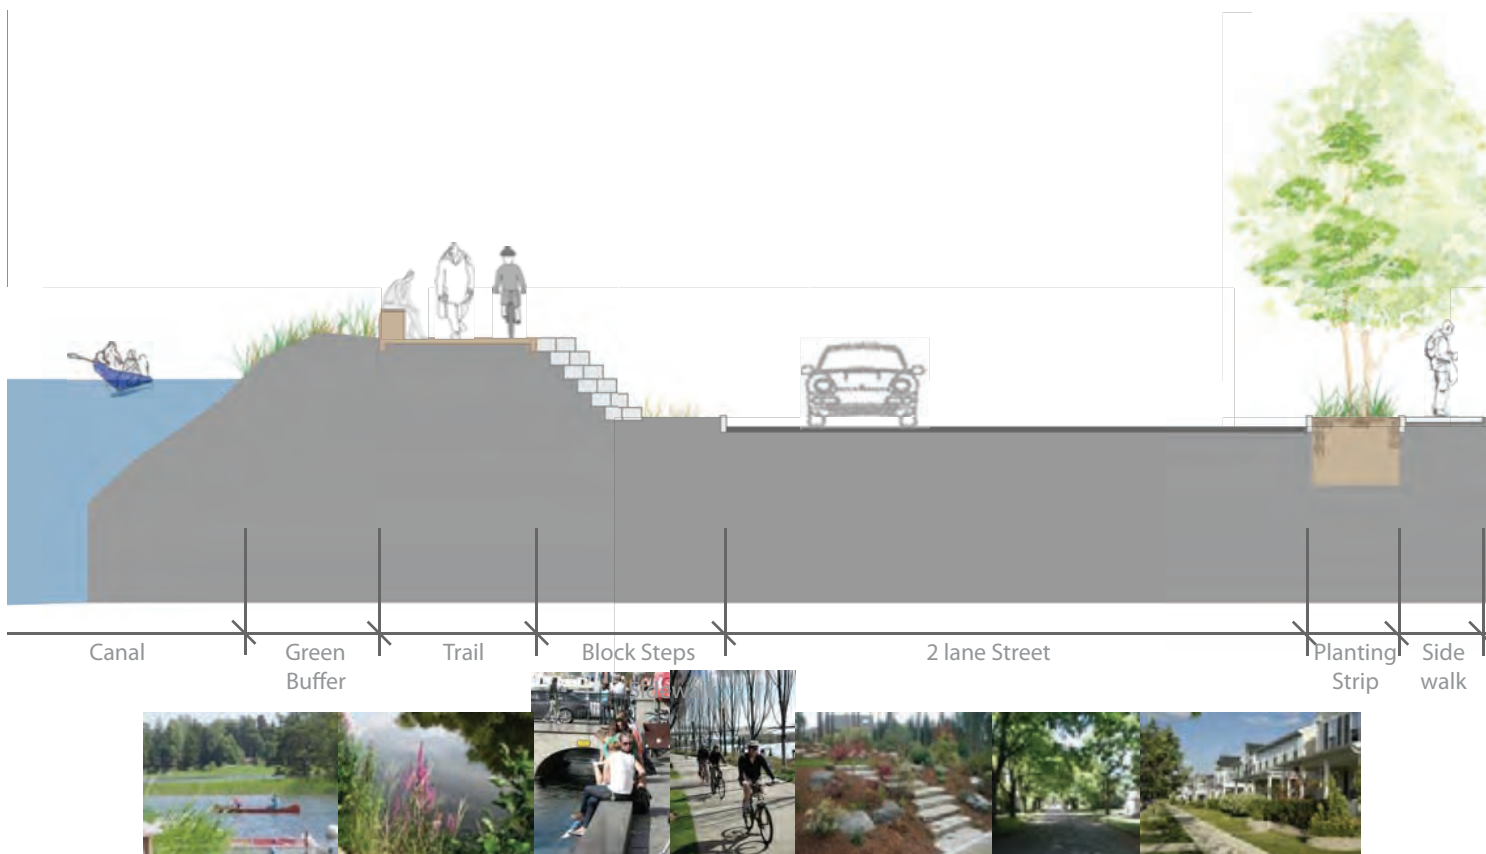 Canal
Green
Buffer
Trail
Block Steps
2 lane Street
Planting
Strip
Side
walk